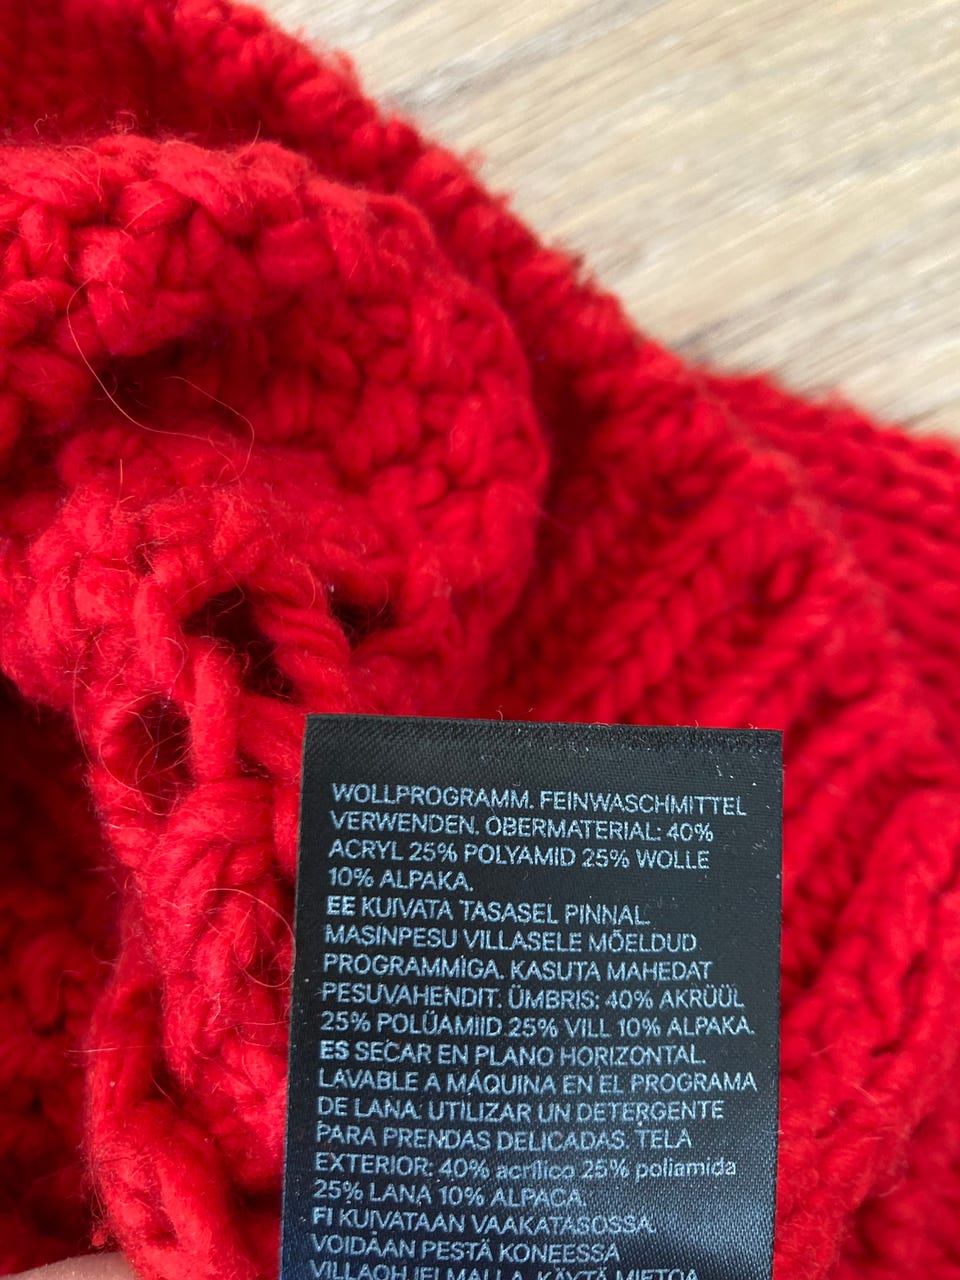 WOLLPROGRAMM. FEINWASCHMITTEL
VERWENDEN. OBERMATERIAL: 40%
ACRYL 25% POLYAMID 25% WOLLE
10% ALPAKA.
EE KUIVATA TASASEL PINNAL.
MASINPESU VILLASELE MÕELDUD
PROGRAMMIGA. KASUTA MAHEDAT
PESUVAHENDIT. ÜMBRIS: 40% AKRÜÜL
25% POLÜAMIID 25% VILL 10% ALPAKA.
ES SECAR EN PLANO HORIZONTAL.
LAVABLE A MÁQUINA EN EL PROGRAMA
DE LANA. UTILIZAR UN DETERGENTE
PARA PRENDAS DELICADAS. TELA
EXTERIOR: 40% acrílico 25% poliamida
25% LANA 10% ALPACA.
FI KUIVATAAN VAAKATASOSSA.
VOIDAAN PESTÄ KONEESSA
VILLAOHJELMALLA. KÄYTÄ MIETOA